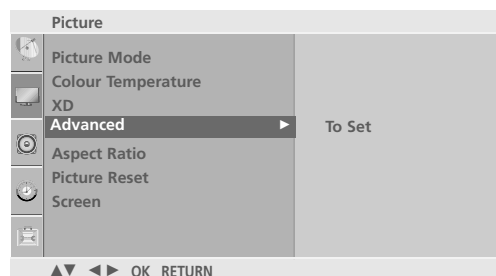 Picture
Picture Mode
Colour Temperature
XD
Advanced ► To Set
Aspect Ratio
Picture Reset
Screen
▲▼ ◄► OK RETURN